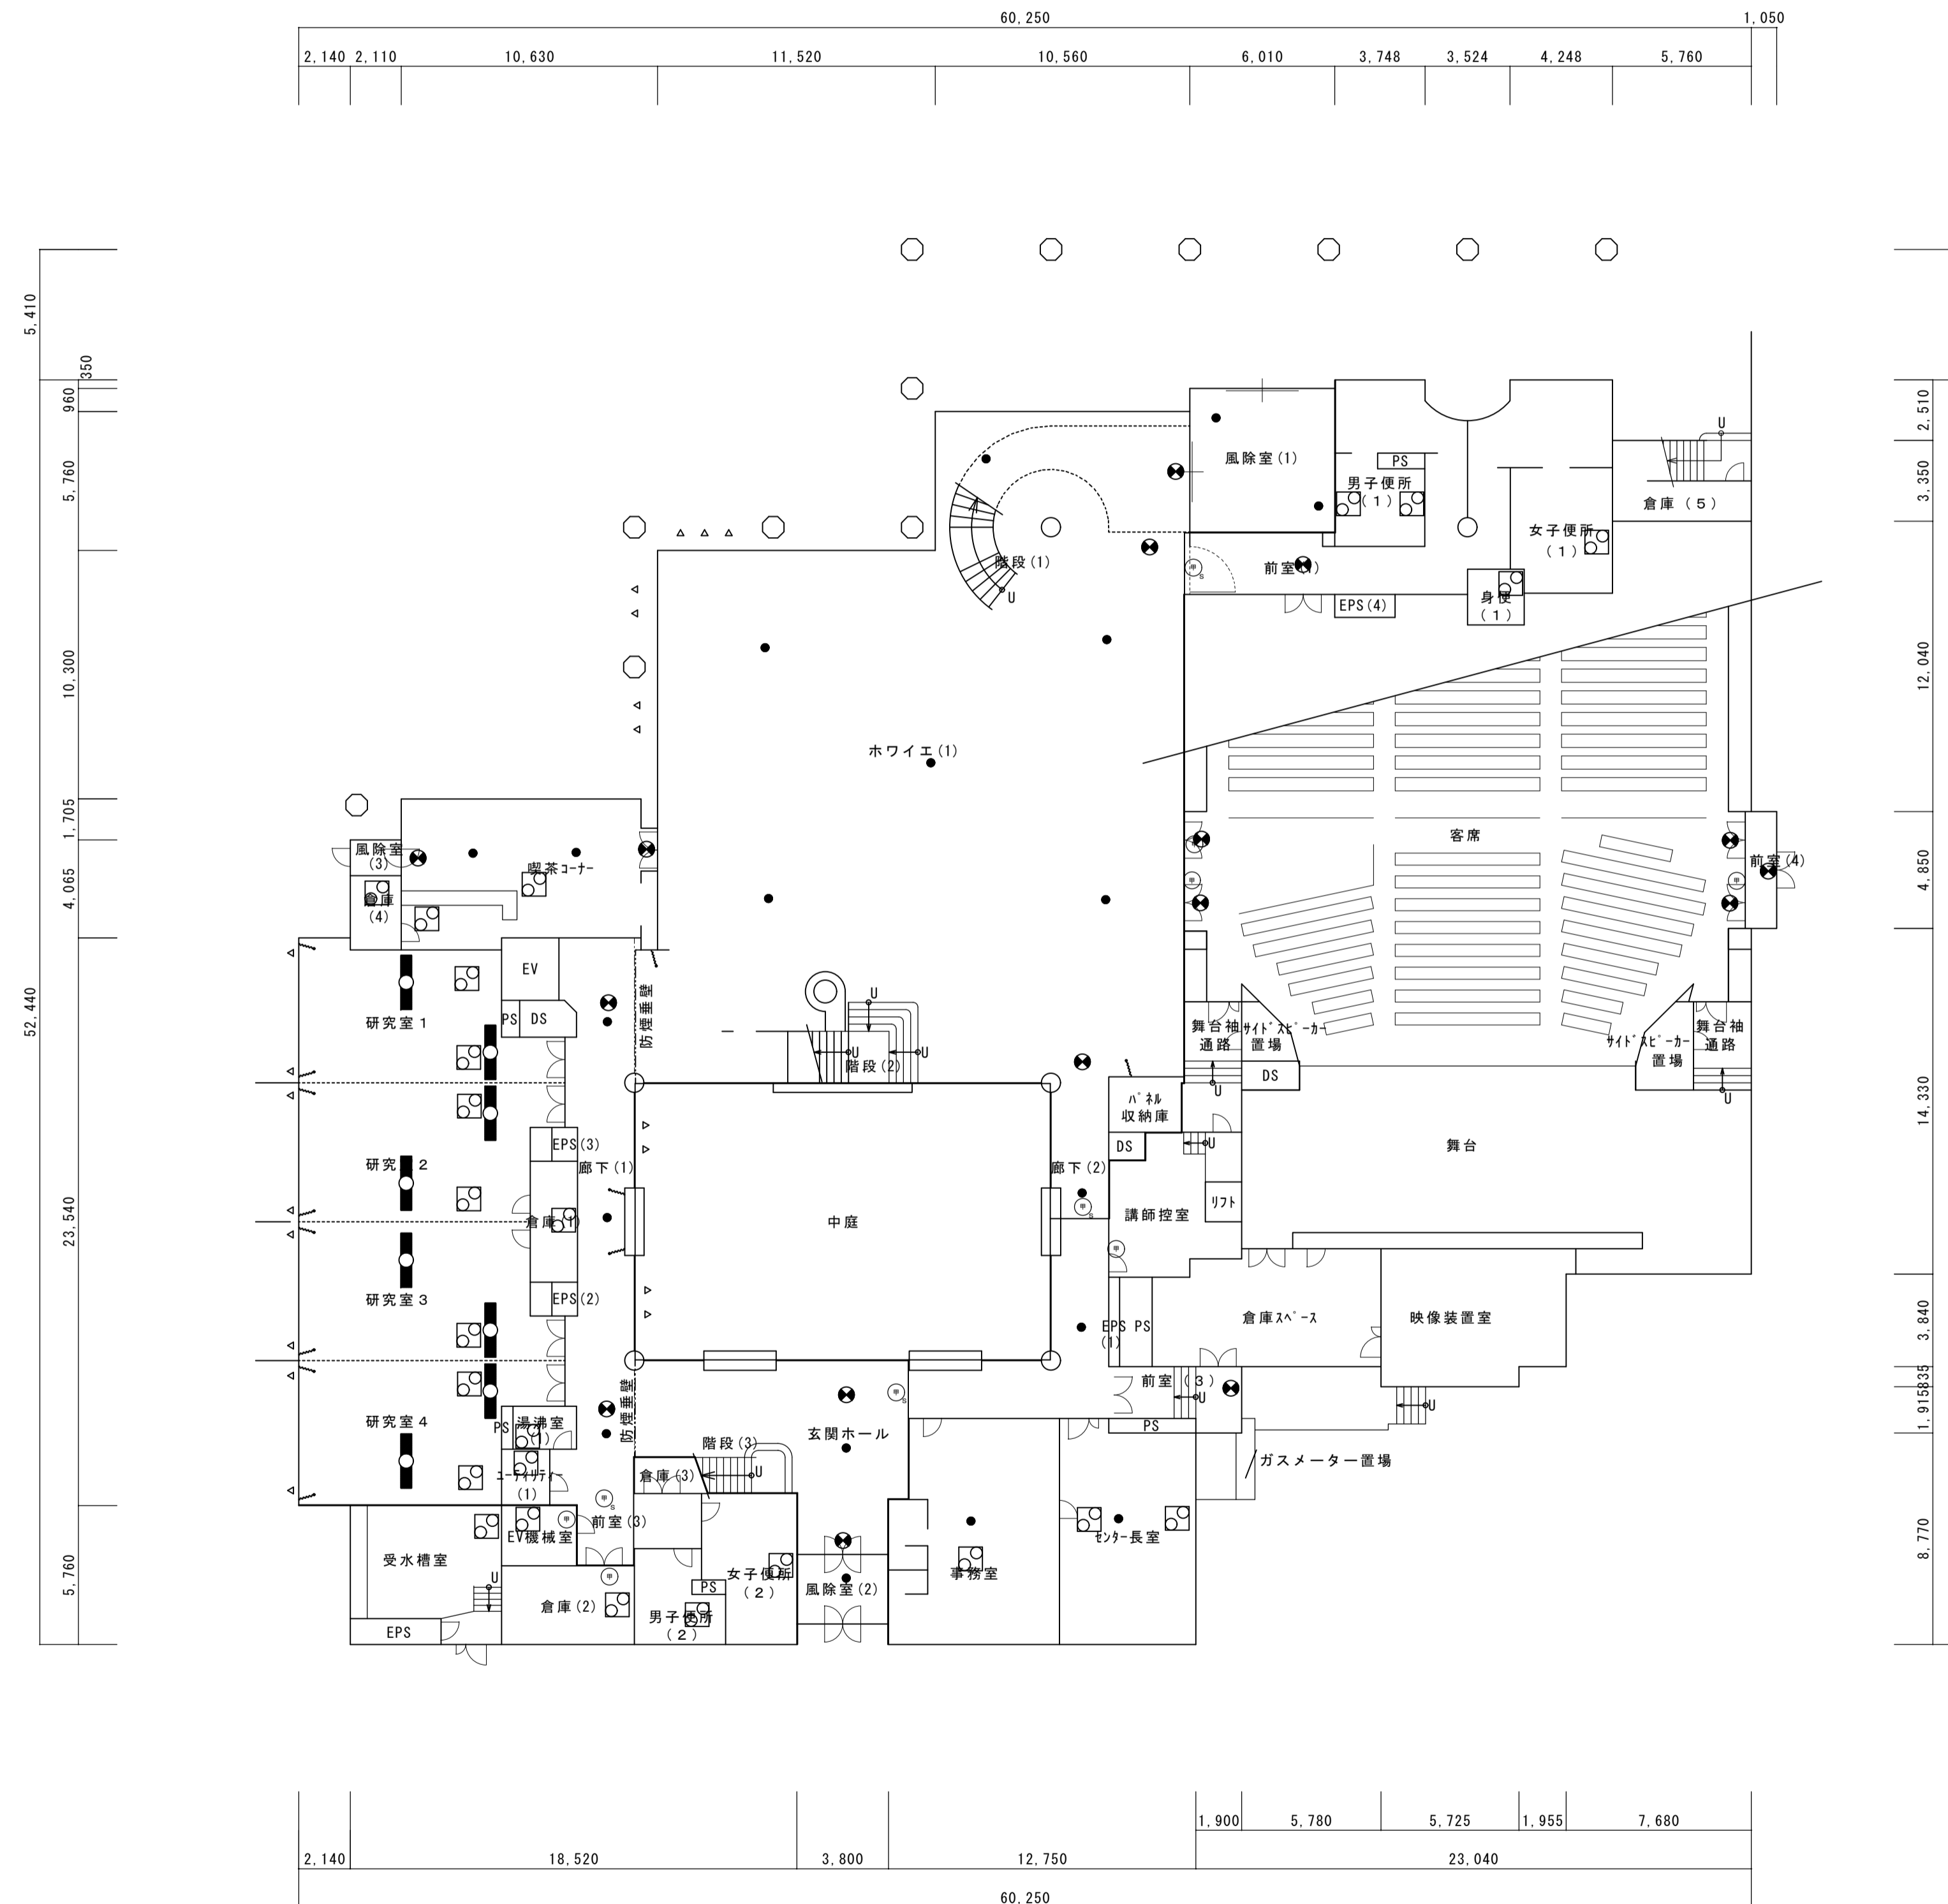 60,250
1,050
2,140 2,110 10,630 11,520 10,560 6,010 3,748 3,524 4,248 5,760
5,410
350
960
5,760
10,300
1,705
4,065
52,440
23,540
5,760
2,510
3,350
12,040
4,850
14,330
3,840
835
1,915
8,770
風除室(1)
PS
男子便所
(1)
女子便所
(1)
U
倉庫(5)
階段(1)
U
前室(1)
甲S
EPS(4)
身便
(1)
ホワイエ(1)
客席
甲
甲
甲
前室(4)
風除室
(3)
倉庫
(4)
喫茶コーナー
EV
PS
DS
研究室1
防煙垂壁
U
U
U
階段(2)
舞台袖
通路
サイドスピーカー
置場
DS
U
サイドスピーカー
置場
舞台袖
通路
U
パネル
収納庫
DS
U
舞台
EPS(3)
研究室2
廊下(1)
倉庫(1)
中庭
廊下(2)
甲S
講師控室
リフト
甲
研究室3
EPS(2)
EPS
(1)
PS
倉庫スペース
映像装置室
前室(3)
U
U
甲S
研究室4
PS
湯沸室
(1)
防煙垂壁
玄関ホール
階段(3)
倉庫(3)
U
PS
ガスメーター置場
ユーティリティー
(1)
甲S
甲
前室(3)
EV機械室
受水槽室
U
甲
倉庫(2)
EPS
男子便所
(2)
PS
女子便所
(2)
風除室(2)
事務室
センター長室
1,900 5,780 5,725 1,955 7,680
2,140 18,520 3,800 12,750 23,040
60,250